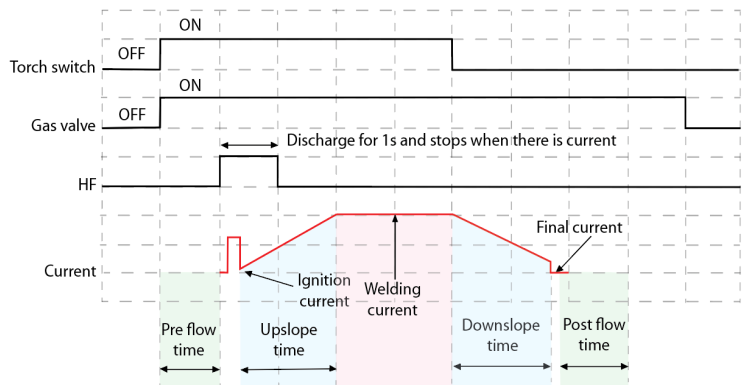 ON
OFF
Torch switch
ON
OFF
Gas valve
Discharge for 1s and stops when there is current
HF
Final current
Current
Ignition
current
Welding
current
Pre flow
time
Upslope
time
Downslope
time
Post flow
time